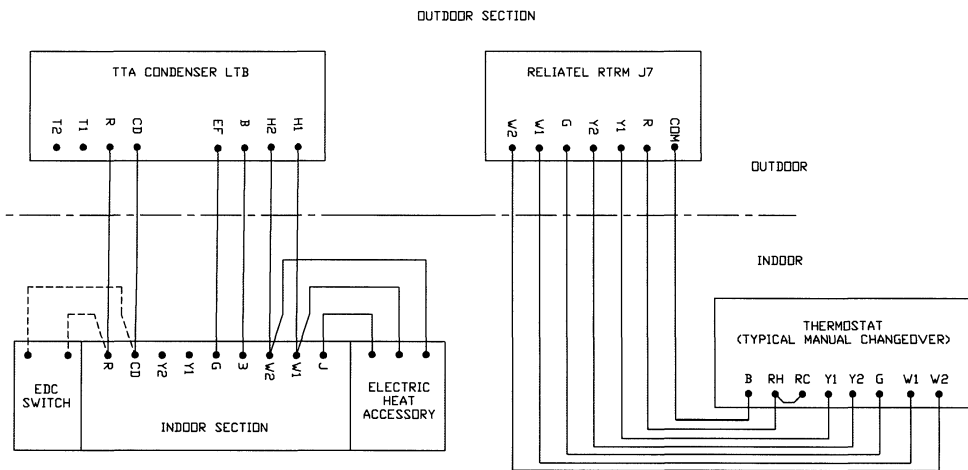 OUTDOOR SECTION
TTA CONDENSER LTB
T2 T1 R CD EF B H2 H1
RELIATEL RTRM J7
W2 W1 G Y2 Y1 R COM
OUTDOOR
INDOOR
THERMOSTAT
(TYPICAL MANUAL CHANGEOVER)
B RH RC Y1 Y2 G W1 W2
EDC
SWITCH
R CD Y2 Y1 G B W2 W1 J
INDOOR SECTION
ELECTRIC
HEAT
ACCESSORY